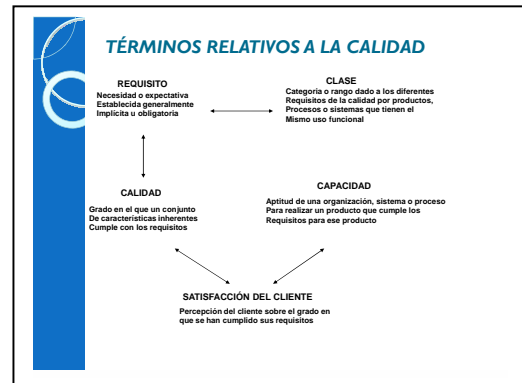 TÉRMINOS RELATIVOS A LA CALIDAD
REQUISITO
Necesidad o expectativa
Establecida generalmente
Implícita u obligatoria
CLASE
Categoría o rango dado a los diferentes
Requisitos de la calidad por productos,
Procesos o sistemas que tienen el
Mismo uso funcional
CALIDAD
Grado en el que un conjunto
De características inherentes
Cumple con los requisitos
CAPACIDAD
Aptitud de una organización, sistema o proceso
Para realizar un producto que cumple los
Requisitos para ese producto
SATISFACCIÓN DEL CLIENTE
Percepción del cliente sobre el grado en
que se han cumplido sus requisitos